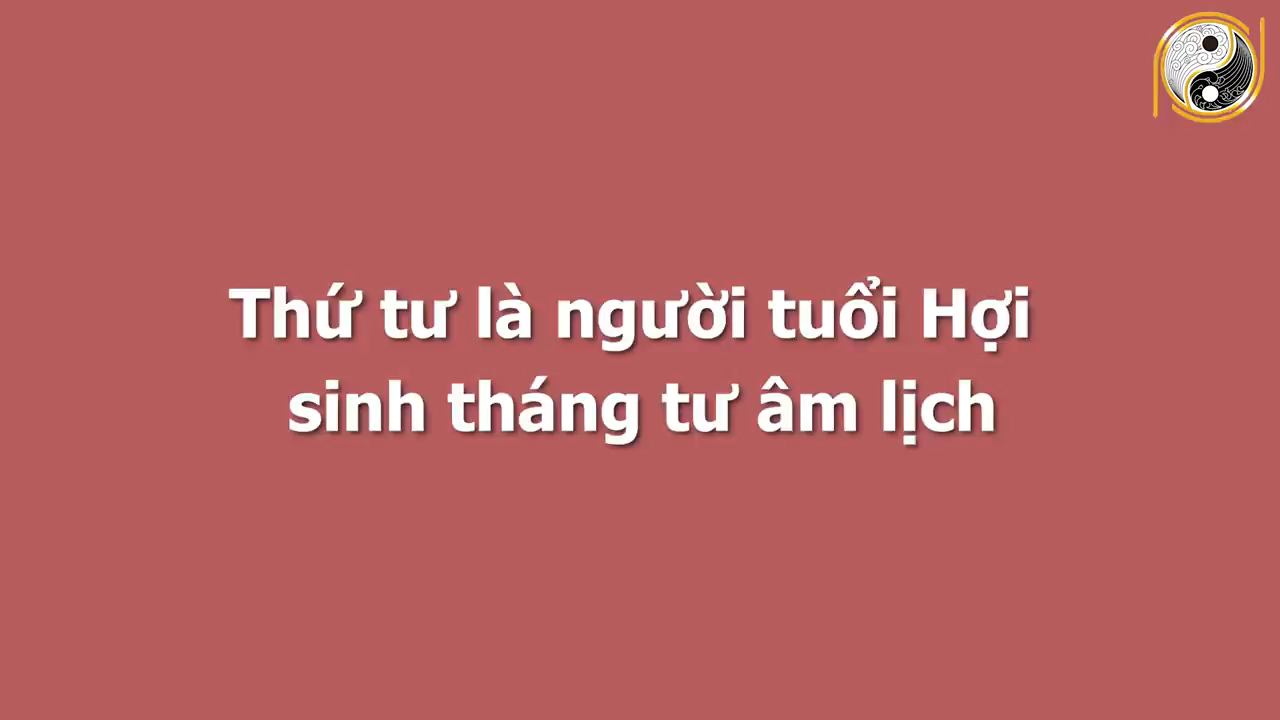 Thứ tư là người tuổi Hợi
sinh tháng tư âm lịch